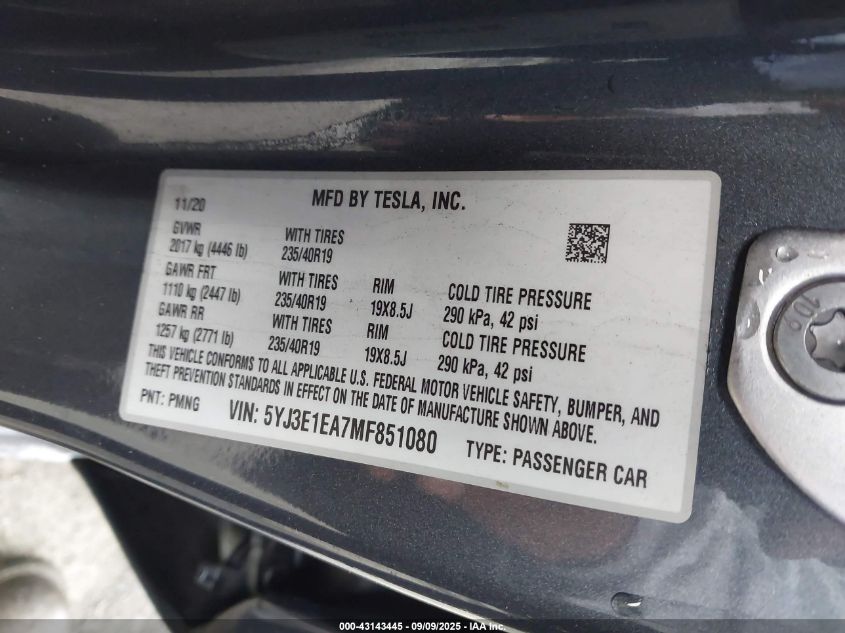 11/20
MFD BY TESLA, INC.
GVWR
2017 kg (4446 lb)
WITH TIRES
235/40R19
GAWR FRT
1110 kg (2447 lb)
WITH TIRES
235/40R19
RIM
19X8.5J
COLD TIRE PRESSURE
290 kPa, 42 psi
GAWR RR
1257 kg (2771 lb)
WITH TIRES
235/40R19
RIM
19X8.5J
COLD TIRE PRESSURE
290 kPa, 42 psi
THIS VEHICLE CONFORMS TO ALL APPLICABLE U.S. FEDERAL MOTOR VEHICLE SAFETY, BUMPER, AND
THEFT PREVENTION STANDARDS IN EFFECT ON THE DATE OF MANUFACTURE SHOWN ABOVE.
PNT: PMNG
VIN: 5YJ3E1EA7MF851080
TYPE: PASSENGER CAR
10.9
000-43143445 - 09/09/2025 - IAA Inc.